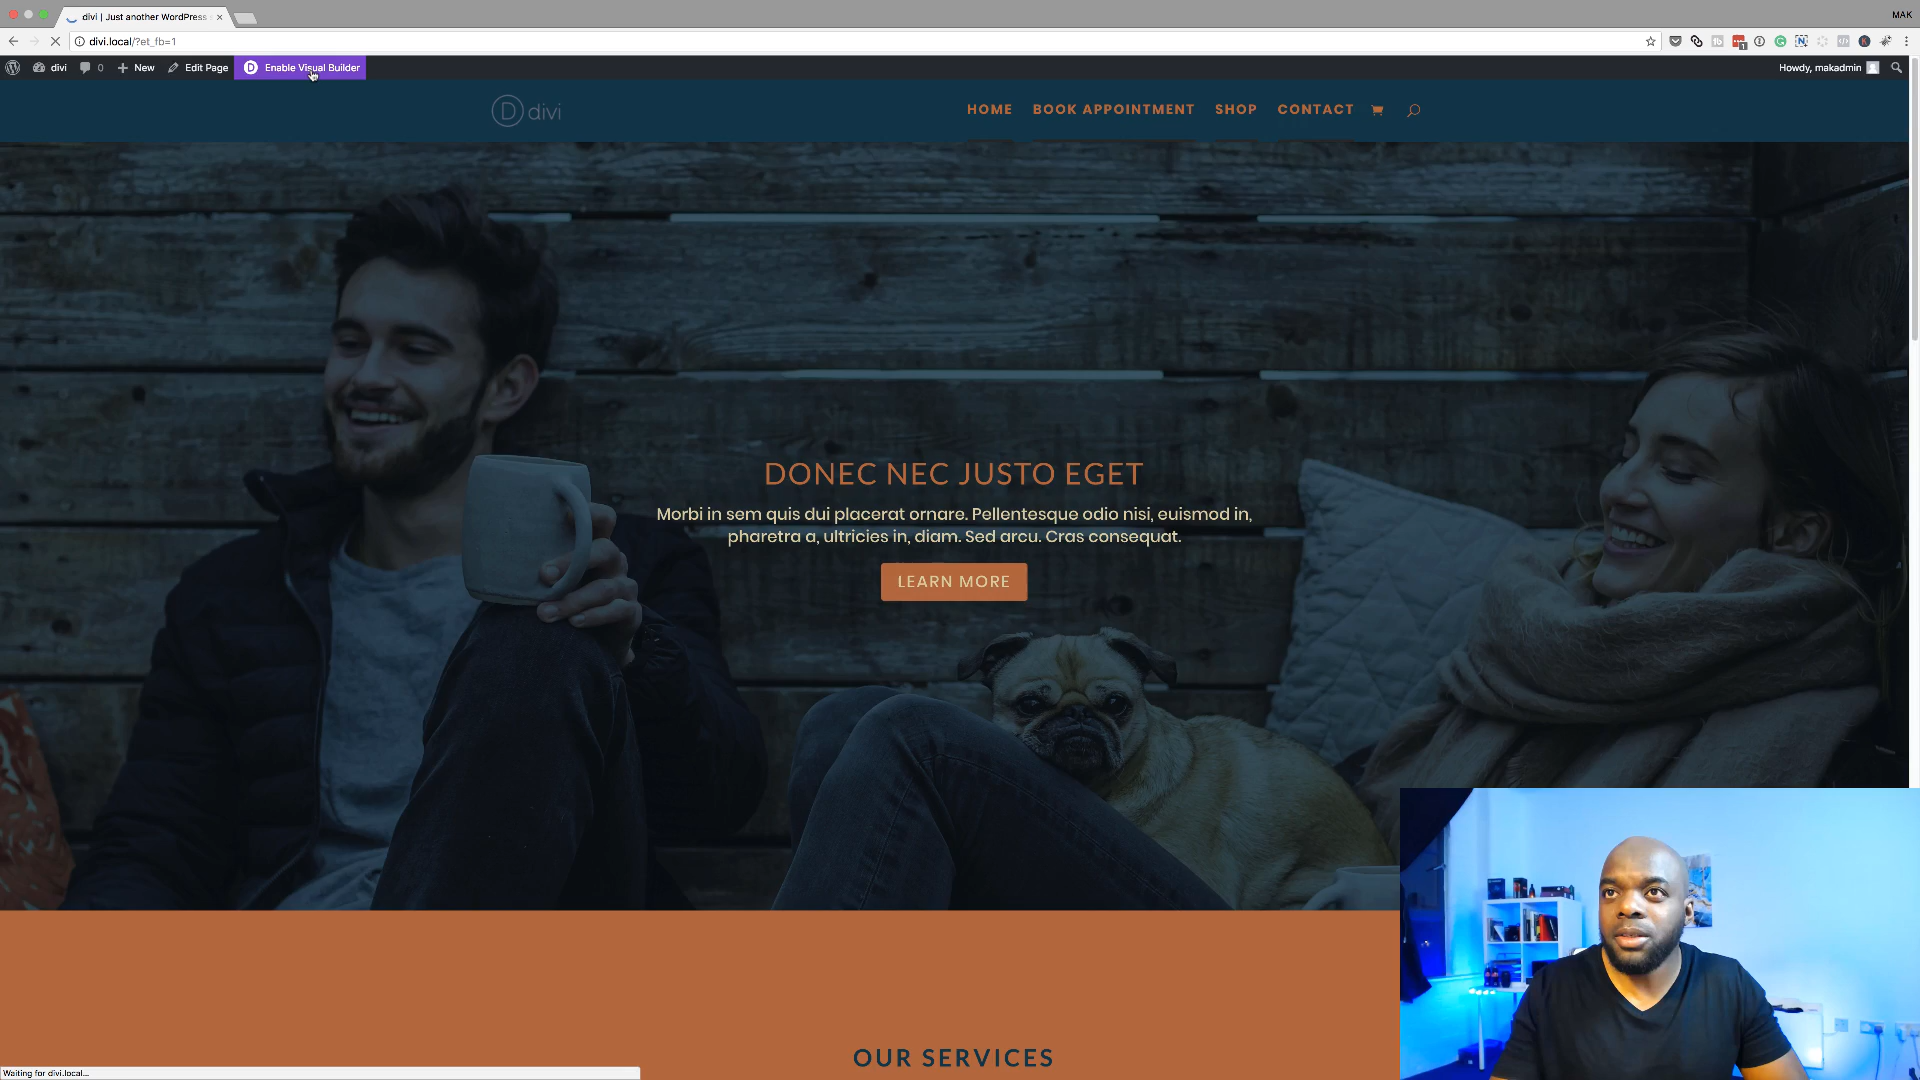 divi | Just another WordPress
MAK
divi.local/?et_fb=1
divi
0
New
Edit Page
Enable Visual Builder
Howdy, makadmin
divi
HOME
BOOK APPOINTMENT
SHOP
CONTACT
DONEC NEC JUSTO EGET
Morbi in sem quis dui placerat ornare. Pellentesque odio nisi, euismod in,
pharetra a, ultricies in, diam. Sed arcu. Cras consequat.
LEARN MORE
OUR SERVICES
Waiting for divi.local...